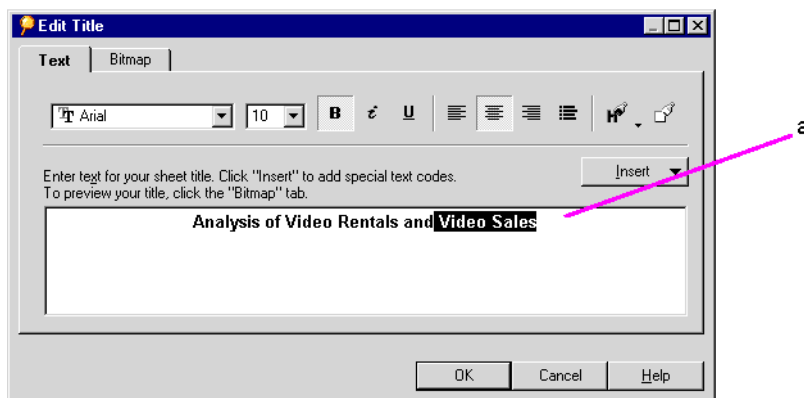 Edit Title
Text Bitmap
Arial 10 B i U
Enter text for your sheet title. Click "Insert" to add special text codes.
Insert
To preview your title, click the "Bitmap" tab.
Analysis of Video Rentals and Video Sales
OK Cancel Help
a